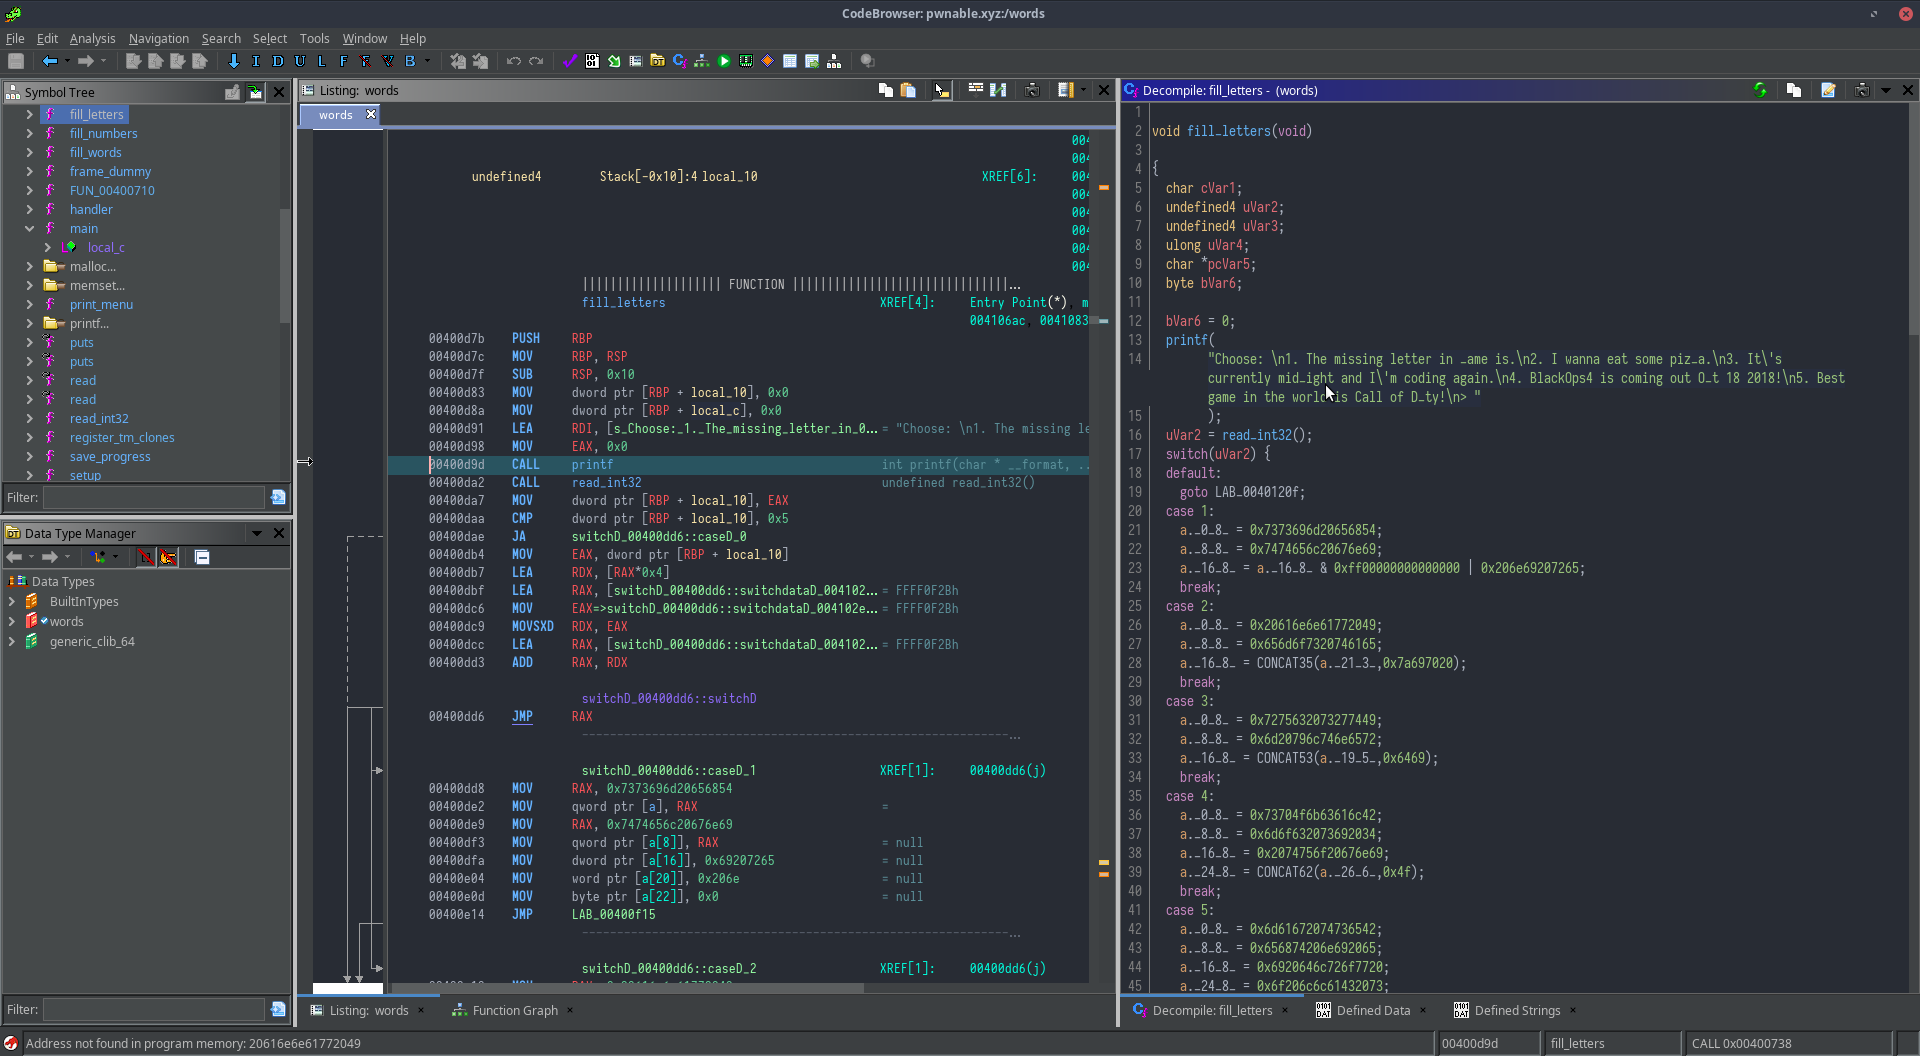 CodeBrowser: pwnable.xyz:/words
File Edit Analysis Navigation Search Select Tools Window Help
I D U L F F V B
Symbol Tree
fill_letters
fill_numbers
fill_words
frame_dummy
FUN_00400710
handler
main
local_c
malloc...
memset...
print_menu
printf...
puts
puts
read
read
read_int32
register_tm_clones
save_progress
setup
Filter:
Data Type Manager
Data Types
BuiltInTypes
words
generic_clib_64
Filter:
Listing: words
words
004
004
undefined4 Stack[-0x10]:4 local_10 XREF[6]: 004
004
004
004
004
004
|||||||||||||||||||| FUNCTION |||||||||||||||||||||||||||||||...
fill_letters XREF[4]: Entry Point(*), m
004106ac, 0041083
00400d7b PUSH RBP
00400d7c MOV RBP, RSP
00400d7f SUB RSP, 0x10
00400d83 MOV dword ptr [RBP + local_10], 0x0
00400d8a MOV dword ptr [RBP + local_c], 0x0
00400d91 LEA RDI, [s_Choose:_1._The_missing_letter_in_0... = "Choose: \n1. The missing le
00400d98 MOV EAX, 0x0
00400d9d CALL printf int printf(char * __format, ..
00400da2 CALL read_int32 undefined read_int32()
00400da7 MOV dword ptr [RBP + local_10], EAX
00400daa CMP dword ptr [RBP + local_10], 0x5
00400dae JA switchD_00400dd6::caseD_0
00400db4 MOV EAX, dword ptr [RBP + local_10]
00400db7 LEA RDX, [RAX*0x4]
00400dbf LEA RAX, [switchD_00400dd6::switchdataD_004102... = FFFF0F2Bh
00400dc6 MOV EAX=>switchD_00400dd6::switchdataD_004102e... = FFFF0F2Bh
00400dc9 MOVSXD RDX, EAX
00400dcc LEA RAX, [switchD_00400dd6::switchdataD_004102... = FFFF0F2Bh
00400dd3 ADD RAX, RDX
switchD_00400dd6::switchD
00400dd6 JMP RAX
switchD_00400dd6::caseD_1 XREF[1]: 00400dd6(j)
00400dd8 MOV RAX, 0x7373696d20656854
00400de2 MOV qword ptr [a], RAX =
00400de9 MOV RAX, 0x7474656c20676e69
00400df3 MOV qword ptr [a[8]], RAX = null
00400dfa MOV dword ptr [a[16]], 0x69207265 = null
00400e04 MOV word ptr [a[20]], 0x206e = null
00400e0d MOV byte ptr [a[22]], 0x0 = null
00400e14 JMP LAB_00400f15
switchD_00400dd6::caseD_2 XREF[1]: 00400dd6(j)
Listing: words × Function Graph ×
Decompile: fill_letters - (words)
1
2 void fill_letters(void)
3
4 {
5 char cVar1;
6 undefined4 uVar2;
7 undefined4 uVar3;
8 ulong uVar4;
9 char *pcVar5;
10 byte bVar6;
11
12 bVar6 = 0;
13 printf(
14 "Choose: \n1. The missing letter in _ame is.\n2. I wanna eat some piz_a.\n3. It\'s
currently mid_ight and I\'m coding again.\n4. BlackOps4 is coming out O_t 18 2018!\n5. Best
game in the world is Call of D_ty!\n> "
15 );
16 uVar2 = read_int32();
17 switch(uVar2) {
18 default:
19 goto LAB_0040120f;
20 case 1:
21 a._0_8_ = 0x7373696d20656854;
22 a._8_8_ = 0x7474656c20676e69;
23 a._16_8_ = a._16_8_ & 0xff00000000000000 | 0x206e69207265;
24 break;
25 case 2:
26 a._0_8_ = 0x20616e6e61772049;
27 a._8_8_ = 0x656d6f7320746165;
28 a._16_8_ = CONCAT35(a._21_3_,0x7a697020);
29 break;
30 case 3:
31 a._0_8_ = 0x7275632073277449;
32 a._8_8_ = 0x6d20796c746e6572;
33 a._16_8_ = CONCAT53(a._19_5_,0x6469);
34 break;
35 case 4:
36 a._0_8_ = 0x73704f6b63616c42;
37 a._8_8_ = 0x6d6f632073692034;
38 a._16_8_ = 0x2074756f20676e69;
39 a._24_8_ = CONCAT62(a._26_6_,0x4f);
40 break;
41 case 5:
42 a._0_8_ = 0x6d61672074736542;
43 a._8_8_ = 0x656874206e692065;
44 a._16_8_ = 0x6920646c726f7720;
45 a._24_8_ = 0x6f206c6c61432073;
Decompile: fill_letters × Defined Data × Defined Strings ×
Address not found in program memory: 20616e6e61772049
00400d9d fill_letters CALL 0x00400738